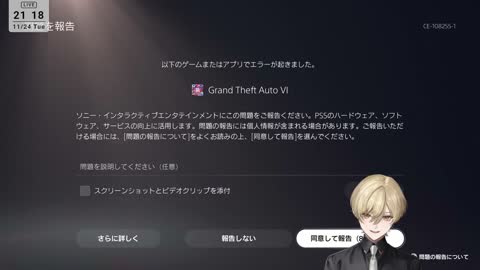 LIVE
21 18
11/24 Tue
を報告
CE-108255-1
以下のゲームまたはアプリでエラーが起きました。
Grand Theft Auto VI
ソニー・インタラクティブエンタテインメントにこの問題をご報告ください。PS5のハードウェア、ソフト
ウェア、サービスの向上に活用します。問題の報告には個人情報が含まれる場合があります。ご報告いただ
ける場合には、[問題の報告について]をよくお読みの上、[同意して報告]を選んでください。
問題を説明してください（任意）
スクリーンショットとビデオクリップを添付
さらに詳しく
報告しない
同意して報告（8
問題の報告について